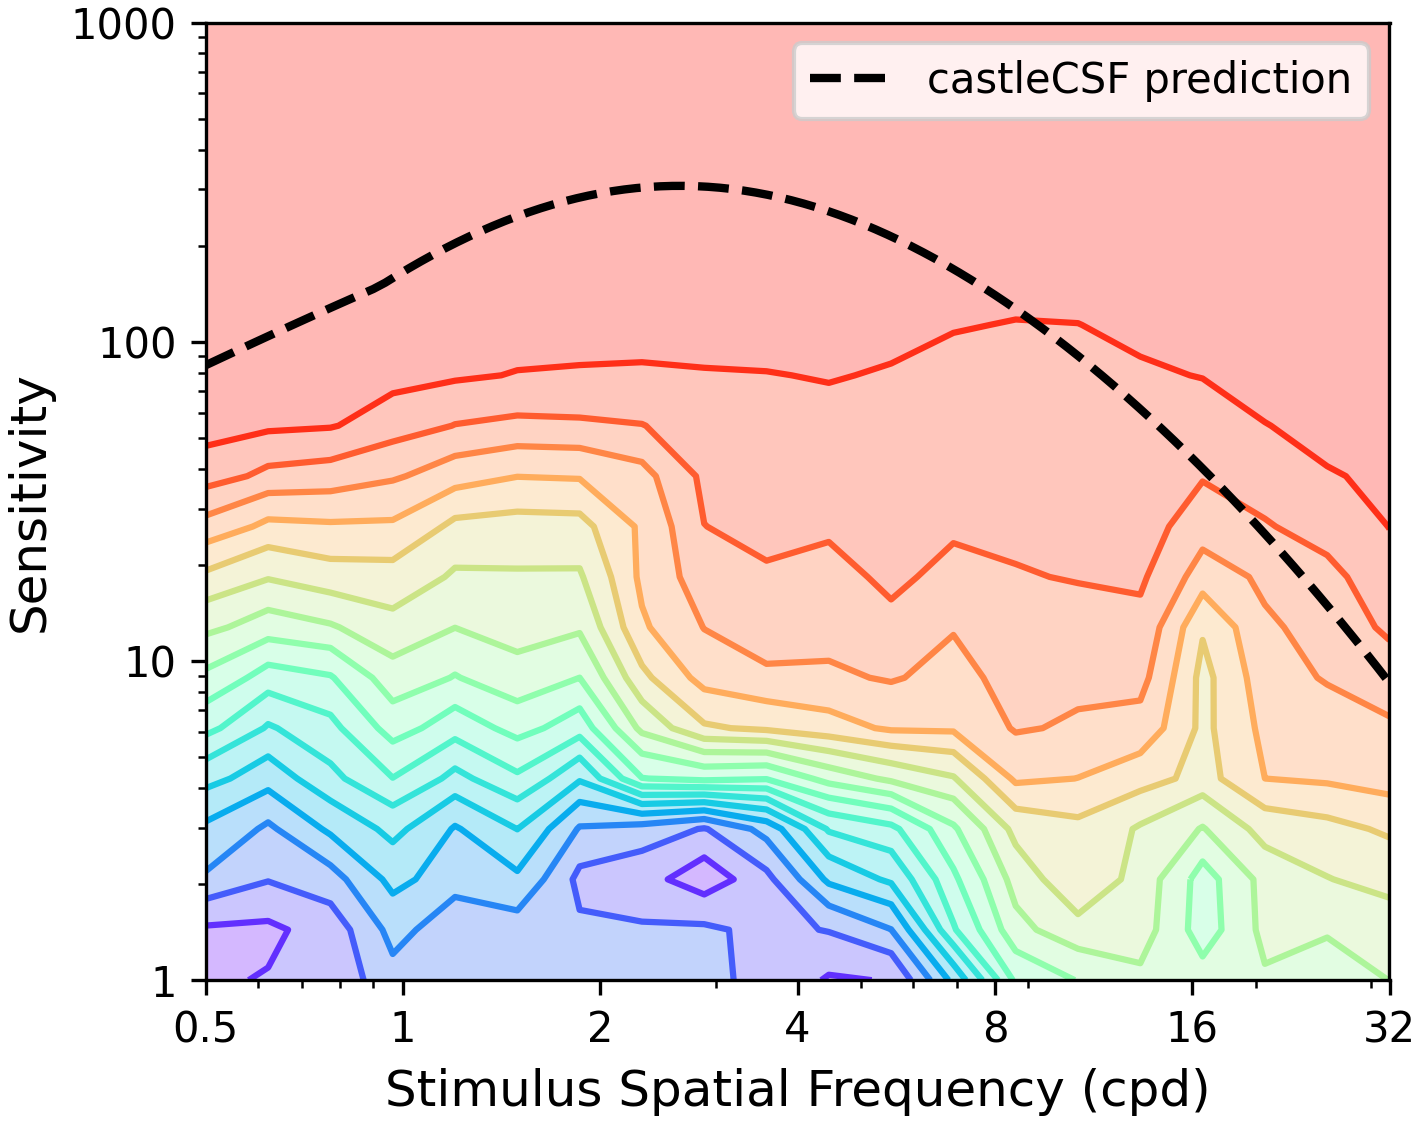 1000
castleCSF prediction
100
Sensitivity
10
1
0.5 1 2 4 8 16 32
Stimulus Spatial Frequency (cpd)